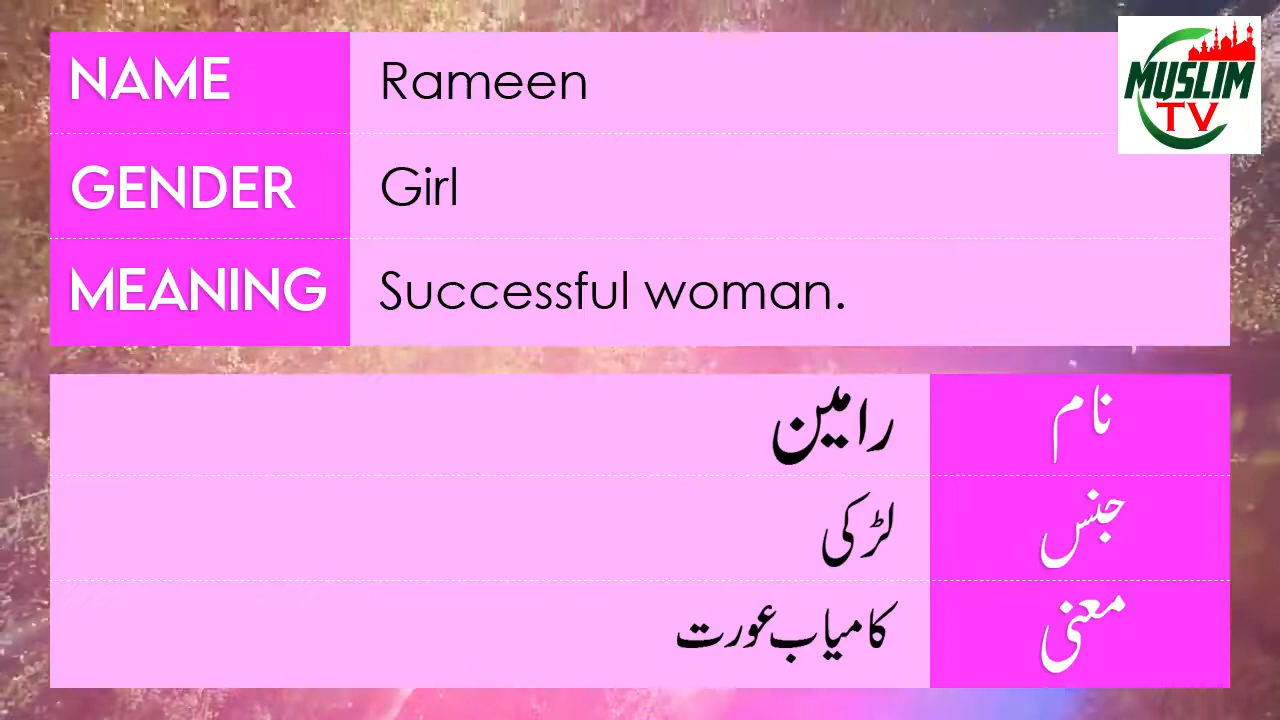 NAME Rameen
GENDER Girl
MEANING Successful woman.
MUSLIM
TV
نام رامین
جنس لڑکی
معنی کامیاب عورت